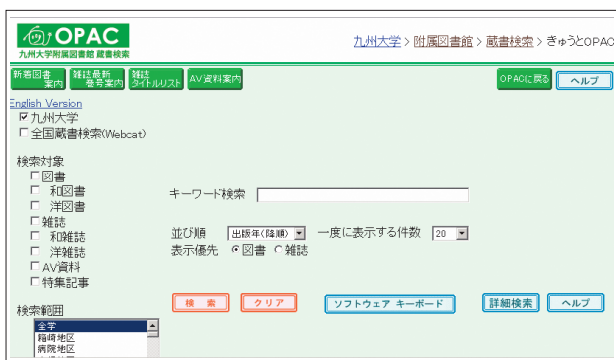 OPAC
九州大学附属図書館 蔵書検索
九州大学 > 附属図書館 > 蔵書検索 > きゅうとOPAC
新着図書案内 雑誌最新巻号案内 雑誌タイトルリスト AV資料案内 OPACに戻る ヘルプ
English Version
九州大学
全国蔵書検索(Webcat)
検索対象
図書
和図書
洋図書
雑誌
和雑誌
洋雑誌
AV資料
特集記事
キーワード検索
並び順 出版年(降順) 一度に表示する件数 20
表示優先 図書 雑誌
検索 クリア ソフトウェア キーボード 詳細検索 ヘルプ
検索範囲
全学
箱崎地区
病院地区